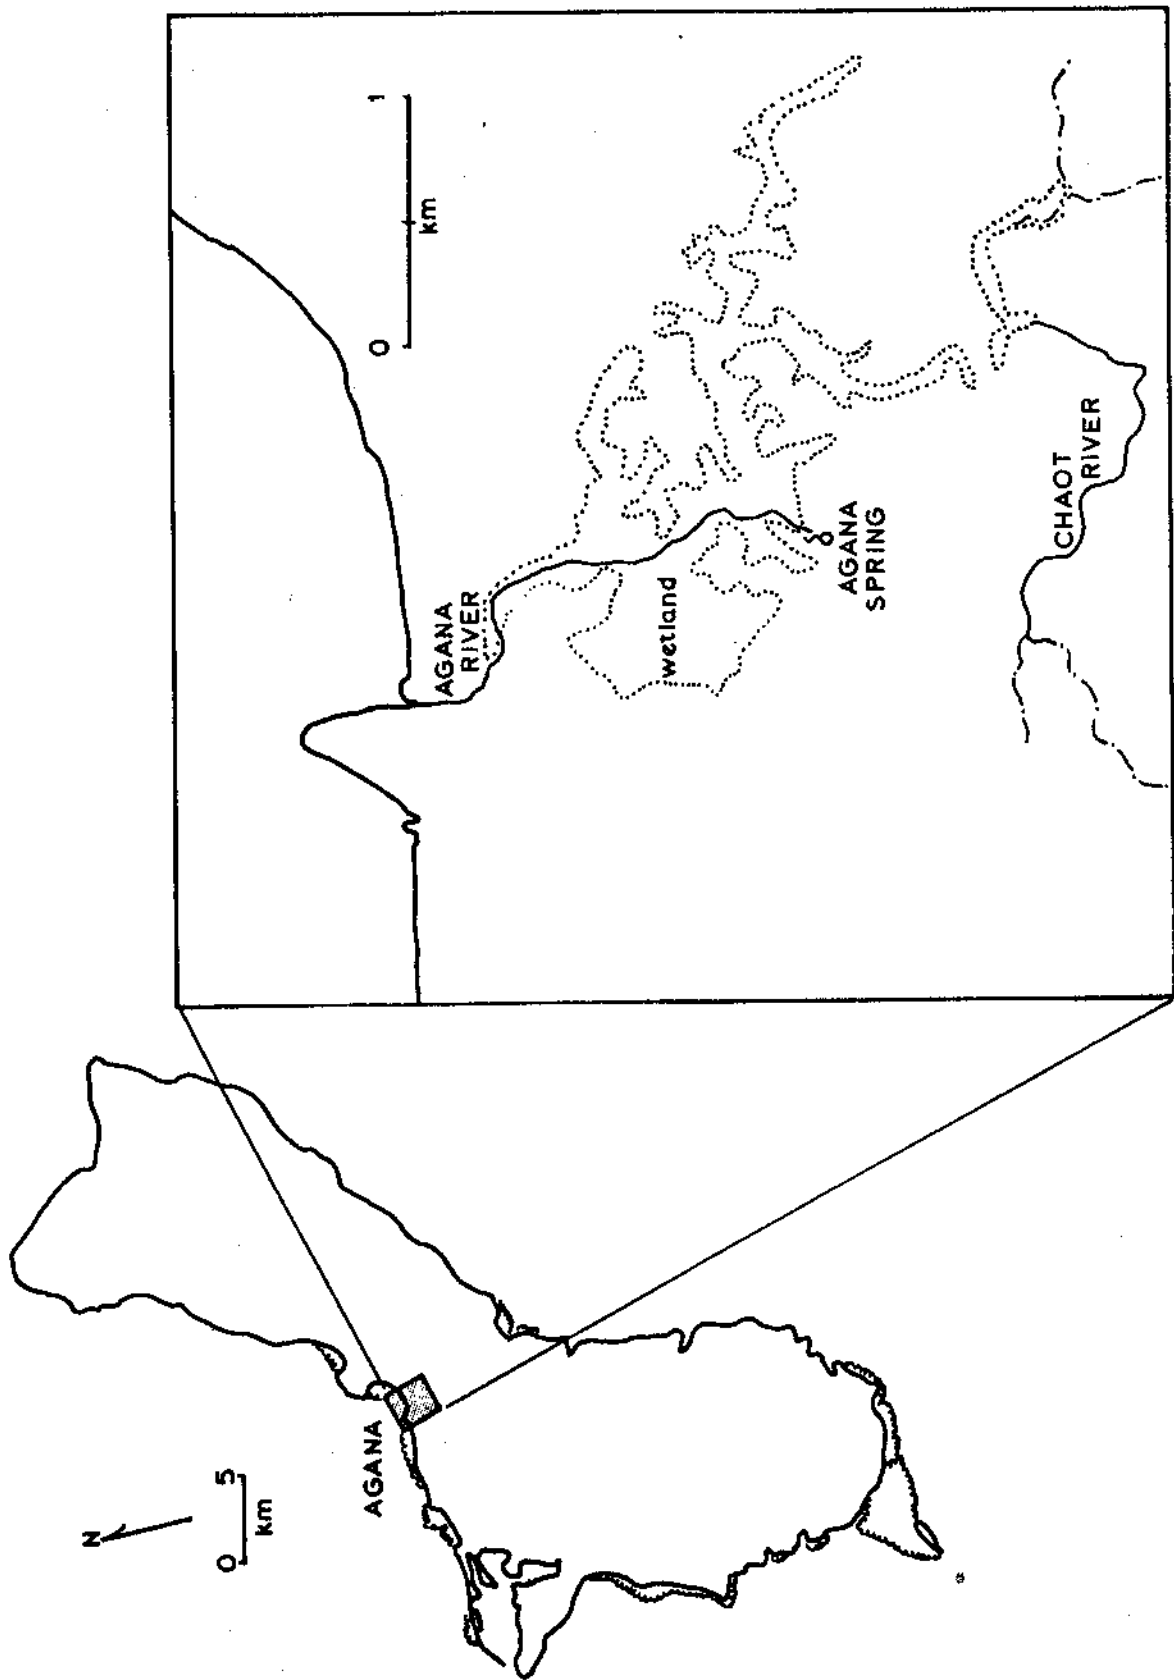 N
0 5
km
AGANA
0 1
km
AGANA
RIVER
wetland
AGANA
SPRING
CHAOT
RIVER